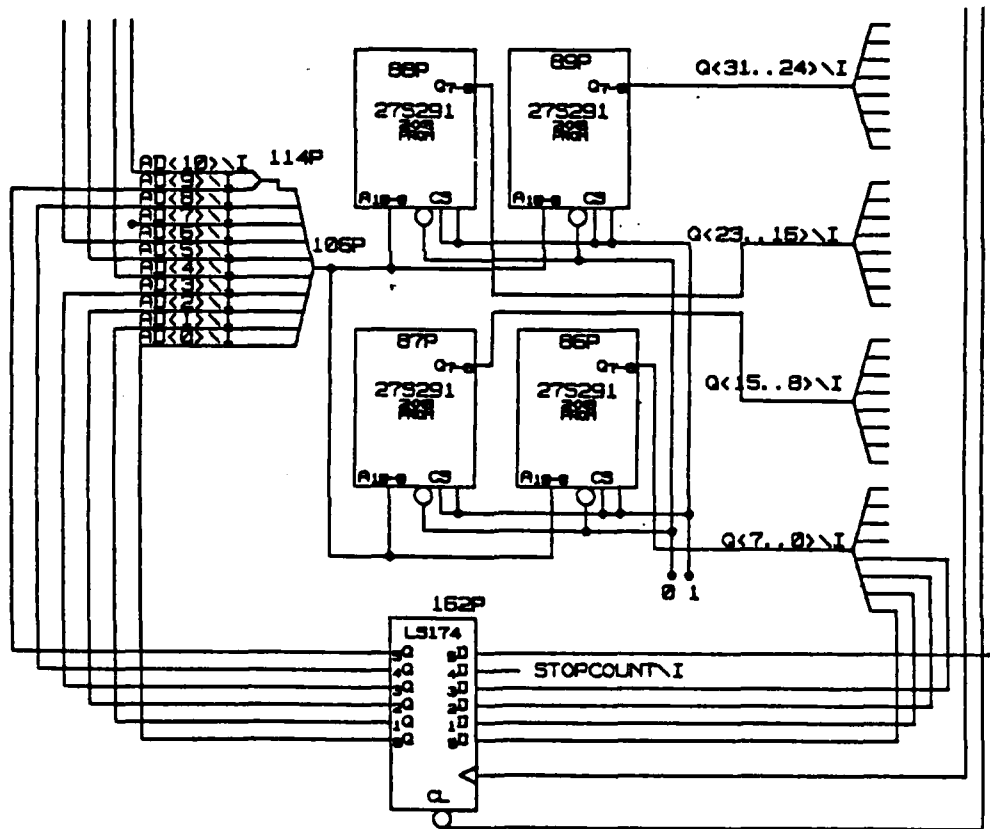 88P
Q7-0
27S291
A10-0
CS
89P
Q7-0
27S291
A10-0
CS
Q<31..24>\I
114P
AD<10>\I
AD<9>\I
AD<8>\I
AD<7>\I
AD<6>\I
AD<5>\I
AD<4>\I
AD<3>\I
AD<2>\I
AD<1>\I
AD<0>\I
106P
Q<23..16>\I
87P
Q7-0
27S291
A10-0
CS
86P
Q7-0
27S291
A10-0
CS
Q<15..8>\I
Q<7..0>\I
0 1
162P
LS174
5Q 5D
4Q 4D
STOPCOUNT\I
3Q 3D
2Q 2D
1Q 1D
0Q 0D
CL